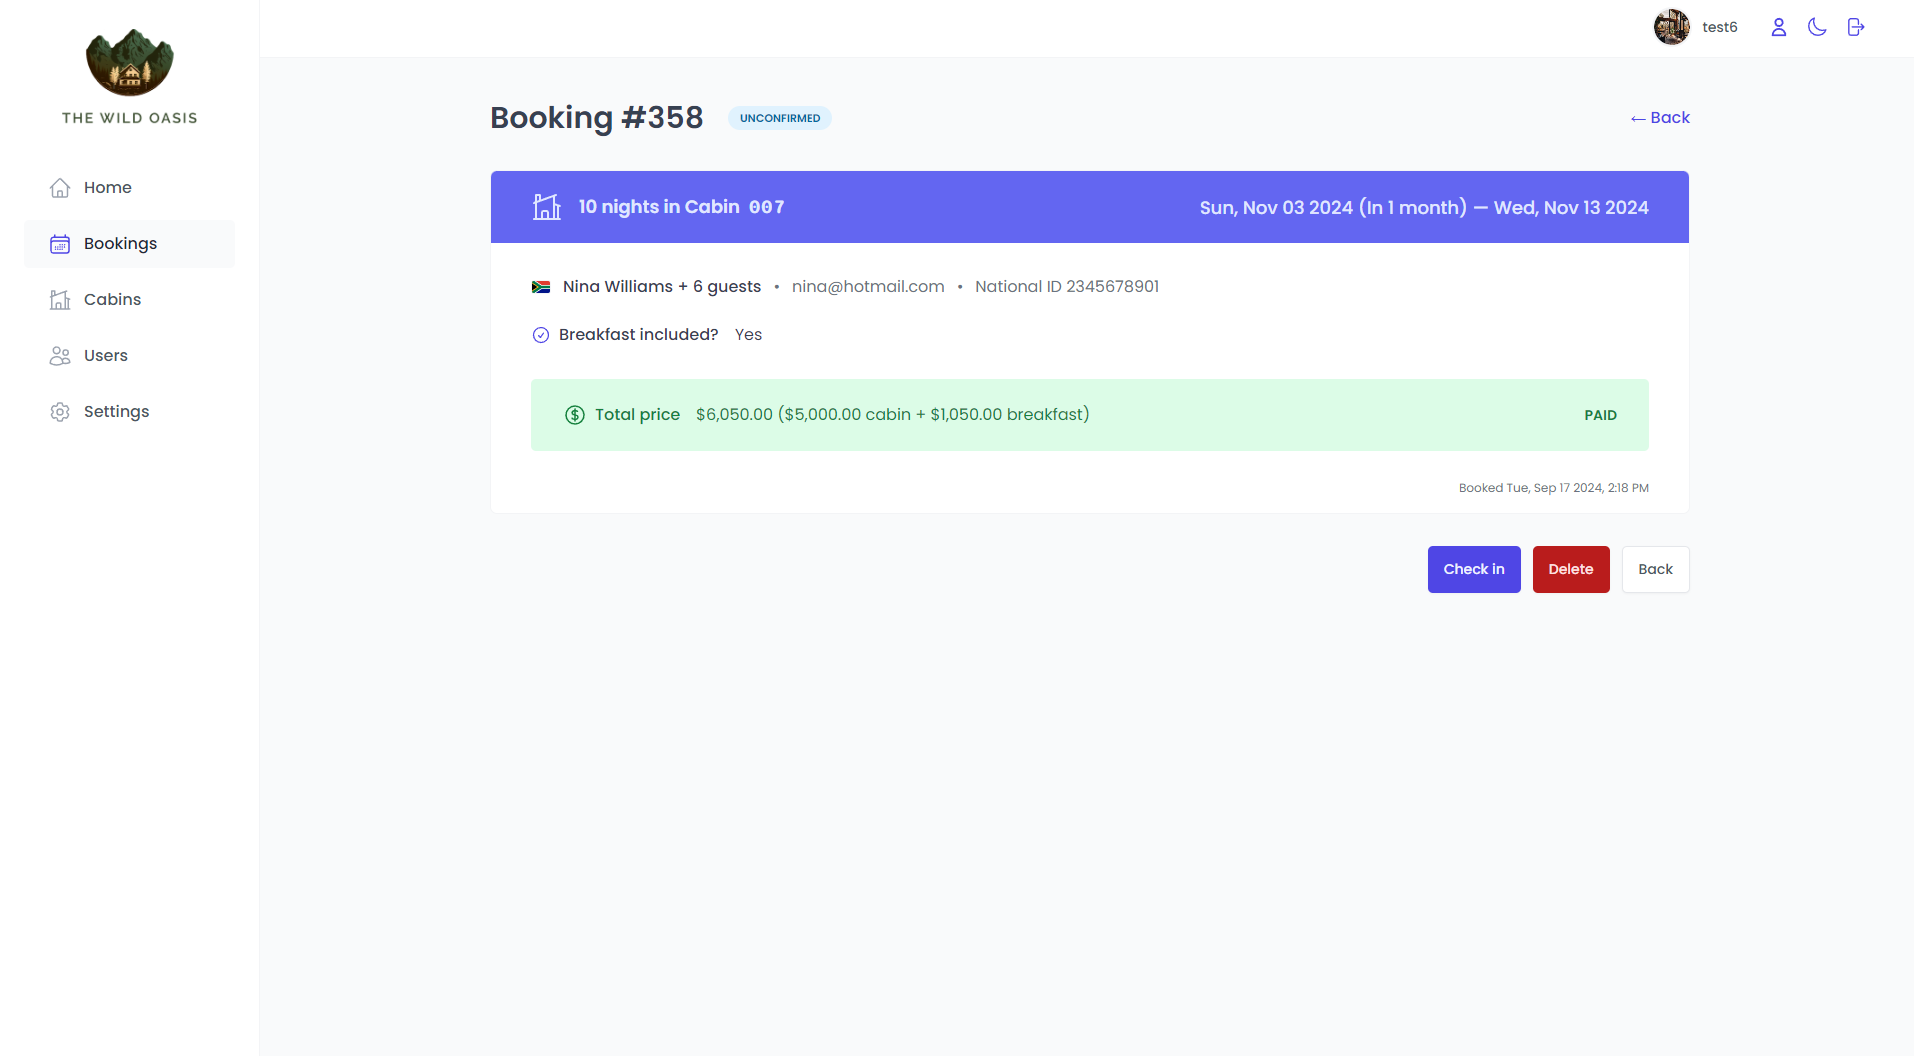 THE WILD OASIS
Home
Bookings
Cabins
Users
Settings
test6
Booking #358 UNCONFIRMED
← Back
10 nights in Cabin 007
Sun, Nov 03 2024 (In 1 month) — Wed, Nov 13 2024
Nina Williams + 6 guests • nina@hotmail.com • National ID 2345678901
Breakfast included? Yes
Total price $6,050.00 ($5,000.00 cabin + $1,050.00 breakfast)
PAID
Booked Tue, Sep 17 2024, 2:18 PM
Check in
Delete
Back